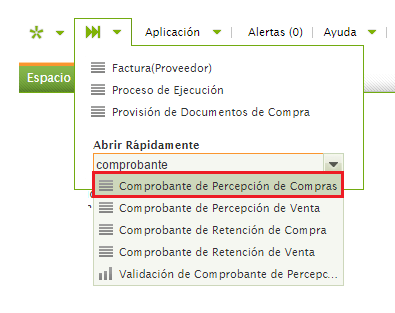 Aplicación
Alertas (0)
Ayuda
Espacio
Factura(Proveedor)
Proceso de Ejecución
Provisión de Documentos de Compra
Abrir Rápidamente
comprobante
Comprobante de Percepción de Compras
Comprobante de Percepción de Venta
Comprobante de Retención de Compra
Comprobante de Retención de Venta
Validación de Comprobante de Percepc...